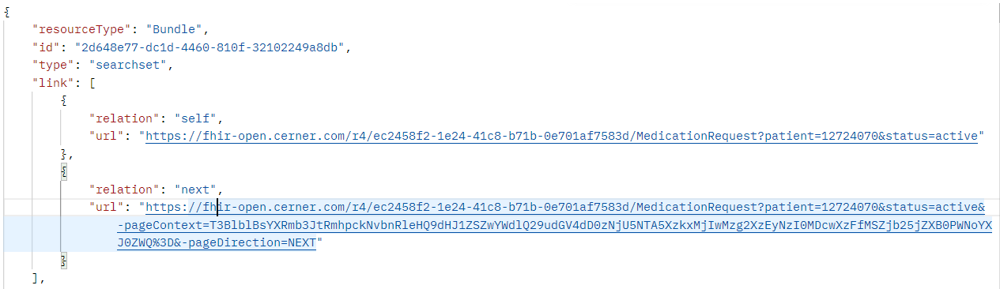 {
"resourceType": "Bundle",
"id": "2d648e77-dc1d-4460-810f-32102249a8db",
"type": "searchset",
"link": [
{
"relation": "self",
"url": "https://fhir-open.cerner.com/r4/ec2458f2-1e24-41c8-b71b-0e701af7583d/MedicationRequest?patient=12724070&status=active"
},
{
"relation": "next",
"url": "https://fhir-open.cerner.com/r4/ec2458f2-1e24-41c8-b71b-0e701af7583d/MedicationRequest?patient=12724070&status=active&
-pageContext=T3BlblBsYXRmb3JtRmhpckNvbnRleHQ9dHJ1ZSZwYWdlQ29udGV4dD0zNjU5NTA5XzkxMjIwMzg2XzEyNzI0MDcwXzFfMSZjb25jZXB0PWNoYX
J0ZWQ%3D&-pageDirection=NEXT"
}
],